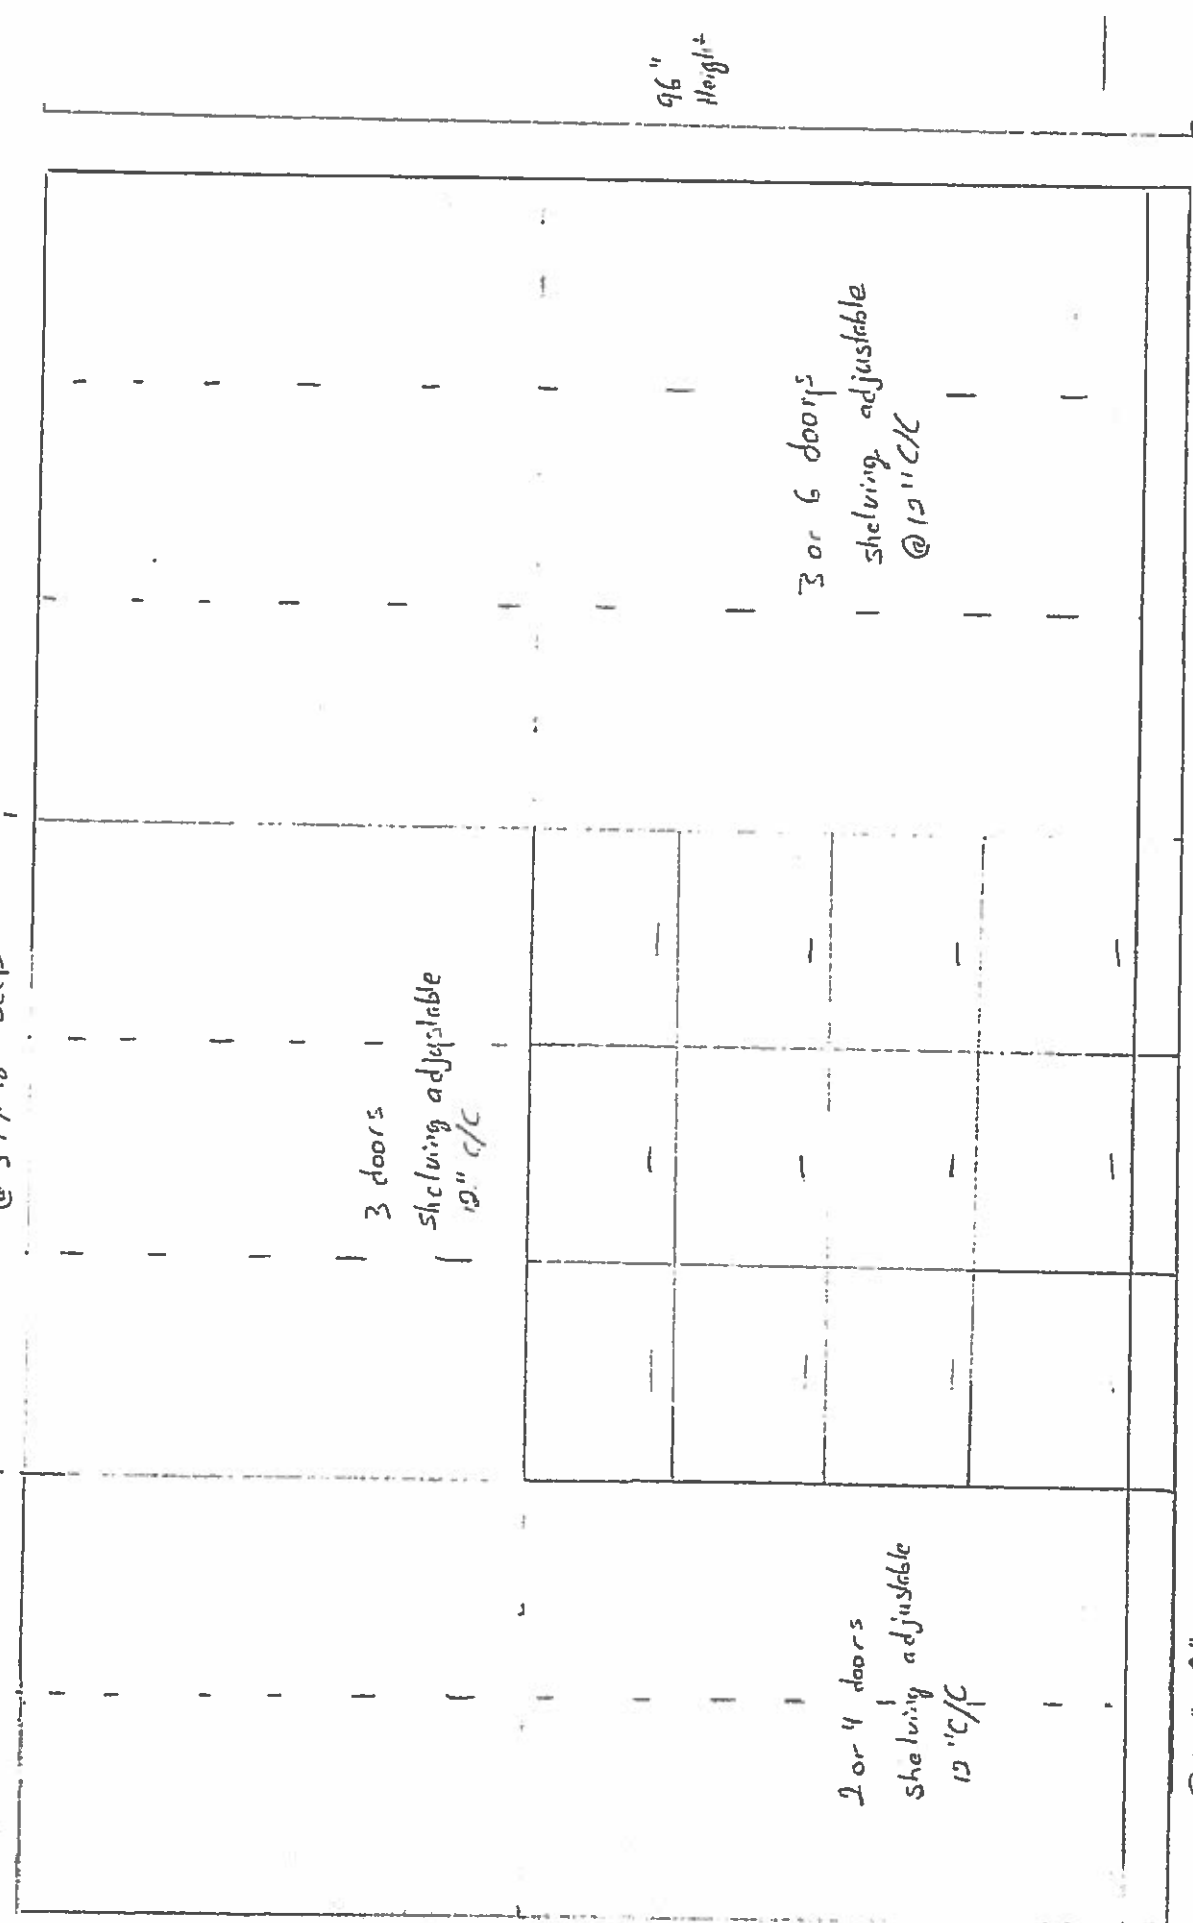 96"
Height
3 doors
shelving adjustable
12" c/c
3 or 6 doors
shelving adjustable
@ 12" c/c
2 or 4 doors
shelving adjustable
12" c/c